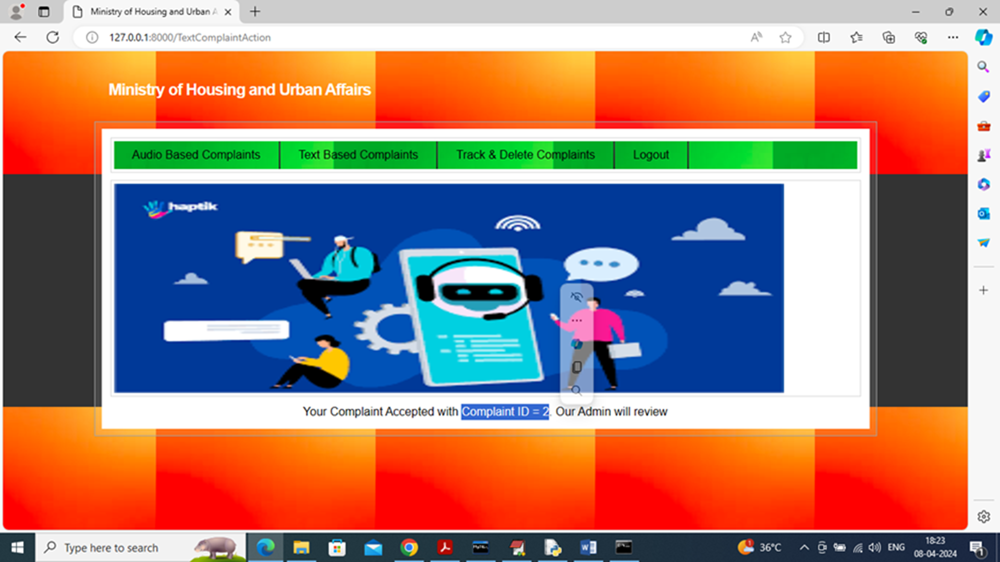 Ministry of Housing and Urban A
127.0.0.1:8000/TextComplaintAction
Ministry of Housing and Urban Affairs
Audio Based Complaints
Text Based Complaints
Track & Delete Complaints
Logout
haptik
Your Complaint Accepted with Complaint ID = 2. Our Admin will review
Type here to search
1
36°C
ENG
18:23
08-04-2024
1